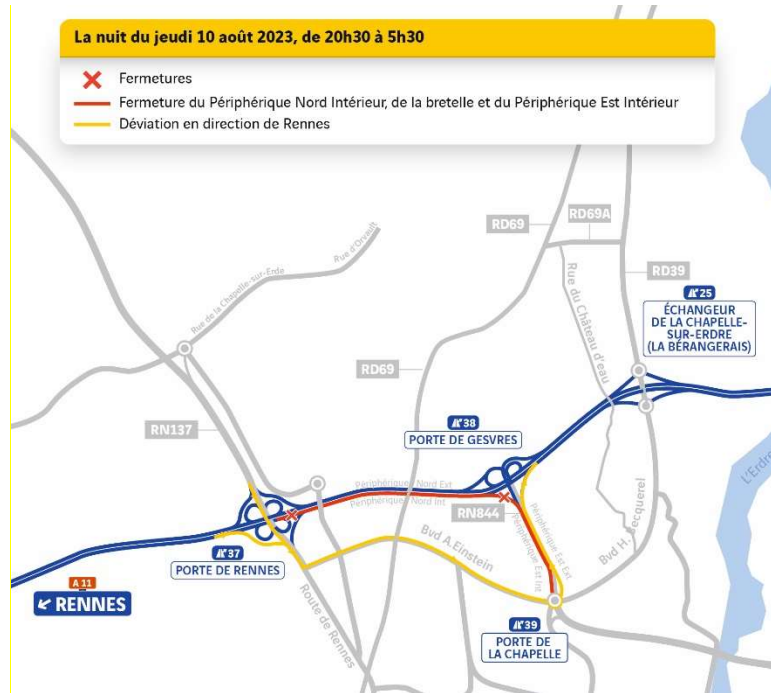 La nuit du jeudi 10 août 2023, de 20h30 à 5h30
Fermetures
Fermeture du Périphérique Nord Intérieur, de la bretelle et du Périphérique Est Intérieur
Déviation en direction de Rennes
RD69
RD69A
Rue d'Orvault
RD39
Rue de la Chapelle-sur-Erde
Rue du Château d'eau
25
ÉCHANGEUR
DE LA CHAPELLE-
SUR-ERDRE
(LA BÉRANGERAIS)
RD69
RN137
38
PORTE DE GESVRES
L'Erdre
Périphérique Nord Ext
Périphérique Nord Int
RN844
Périphérique Est Ext
Périphérique Est Int
Bvd H. Becquerel
Bvd A.Einstein
37
PORTE DE RENNES
A 11
RENNES
Route de Rennes
39
PORTE DE
LA CHAPELLE